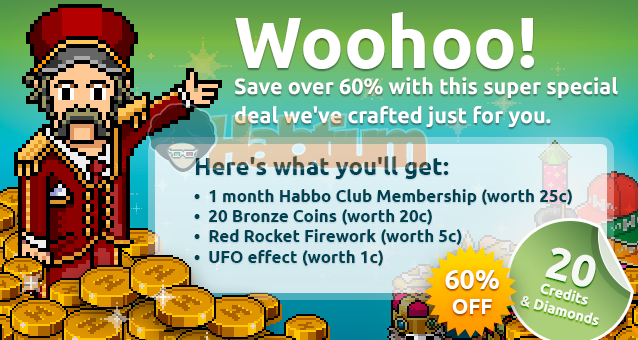 Woohoo!
Save over 60% with this super special
deal we've crafted just for you.
Habtium
Here's what you'll get:
• 1 month Habbo Club Membership (worth 25c)
• 20 Bronze Coins (worth 20c)
• Red Rocket Firework (worth 5c)
• UFO effect (worth 1c)
60%
OFF
20
Credits
& Diamonds